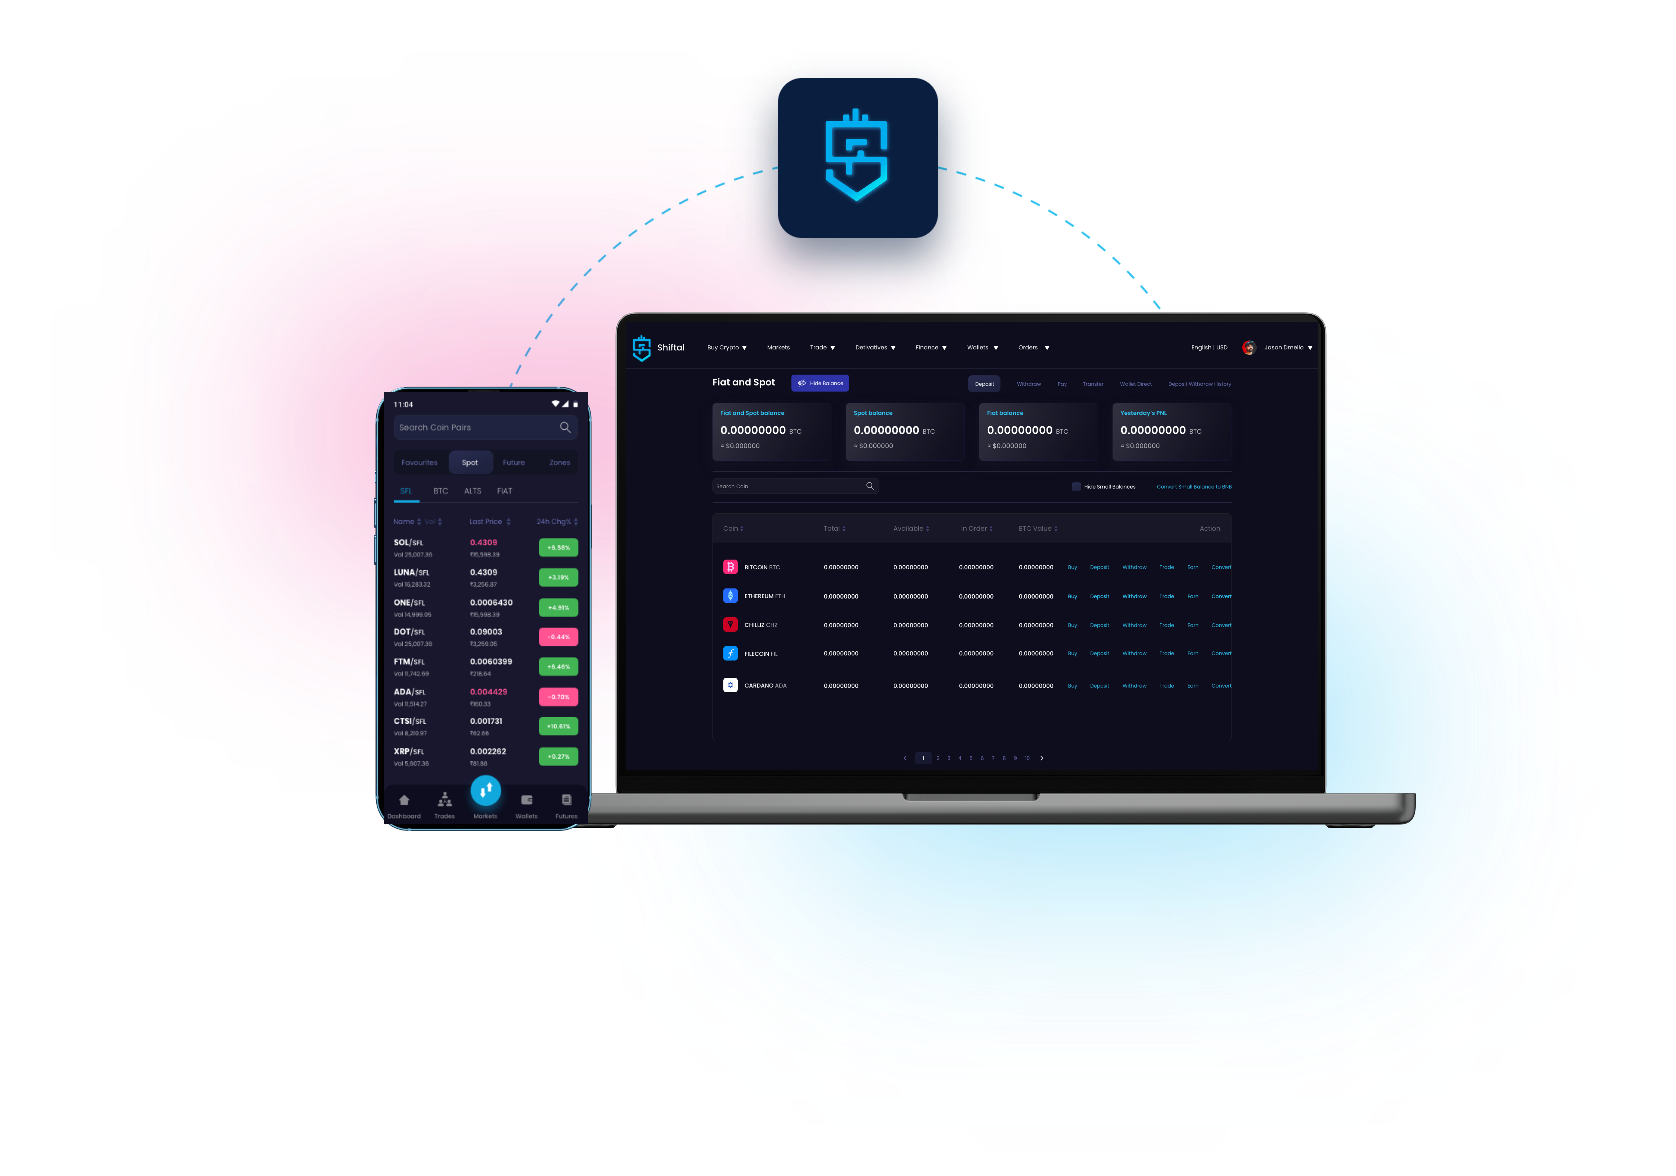 Shiftal
Buy Crypto Markets Trade Derivatives Finance Wallets Orders
English | USD Jason Dmello
Fiat and Spot Hide Balance
Deposit Withdraw Pay Transfer Wallet Direct Deposit Withdraw History
Fiat and Spot balance Spot balance Fiat balance Yesterday's PNL
0.00000000 BTC 0.00000000 BTC 0.00000000 BTC 0.00000000 BTC
≈ $0.000000 ≈ $0.000000 ≈ $0.000000 ≈ $0.000000
Search Coin Hide Small Balances Convert Small Balance to BNB
Coin Total Available In Order BTC Value Action
BITCOIN BTC 0.00000000 0.00000000 0.00000000 0.00000000 Buy Deposit Withdraw Trade Earn Convert
ETHEREUM ETH 0.00000000 0.00000000 0.00000000 0.00000000 Buy Deposit Withdraw Trade Earn Convert
CHILLIZ CHZ 0.00000000 0.00000000 0.00000000 0.00000000 Buy Deposit Withdraw Trade Earn Convert
FILECOIN FIL 0.00000000 0.00000000 0.00000000 0.00000000 Buy Deposit Withdraw Trade Earn Convert
CARDANO ADA 0.00000000 0.00000000 0.00000000 0.00000000 Buy Deposit Withdraw Trade Earn Convert
1 2 3 4 5 6 7 8 9 10
11:04
Search Coin Pairs
Favourites Spot Future Zones
SFL BTC ALTS FIAT
Name Vol Last Price 24h Chg%
SOL/SFL 0.4309 +6.56%
Vol 25,007.36 ₹15,598.39
LUNA/SFL 0.4309 +3.19%
Vol 16,283.32 ₹3,256.87
ONE/SFL 0.0006430 +4.91%
Vol 14,999.05 ₹15,598.39
DOT/SFL 0.09003 -0.44%
Vol 25,007.36 ₹3,259.05
FTM/SFL 0.0060399 +6.46%
Vol 11,742.69 ₹218.64
ADA/SFL 0.004429 -0.70%
Vol 11,514.27 ₹160.33
CTSI/SFL 0.001731 +10.61%
Vol 8,210.97 ₹62.66
XRP/SFL 0.002262 +0.27%
Vol 5,607.36 ₹81.88
Dashboard Trades Markets Wallets Futures